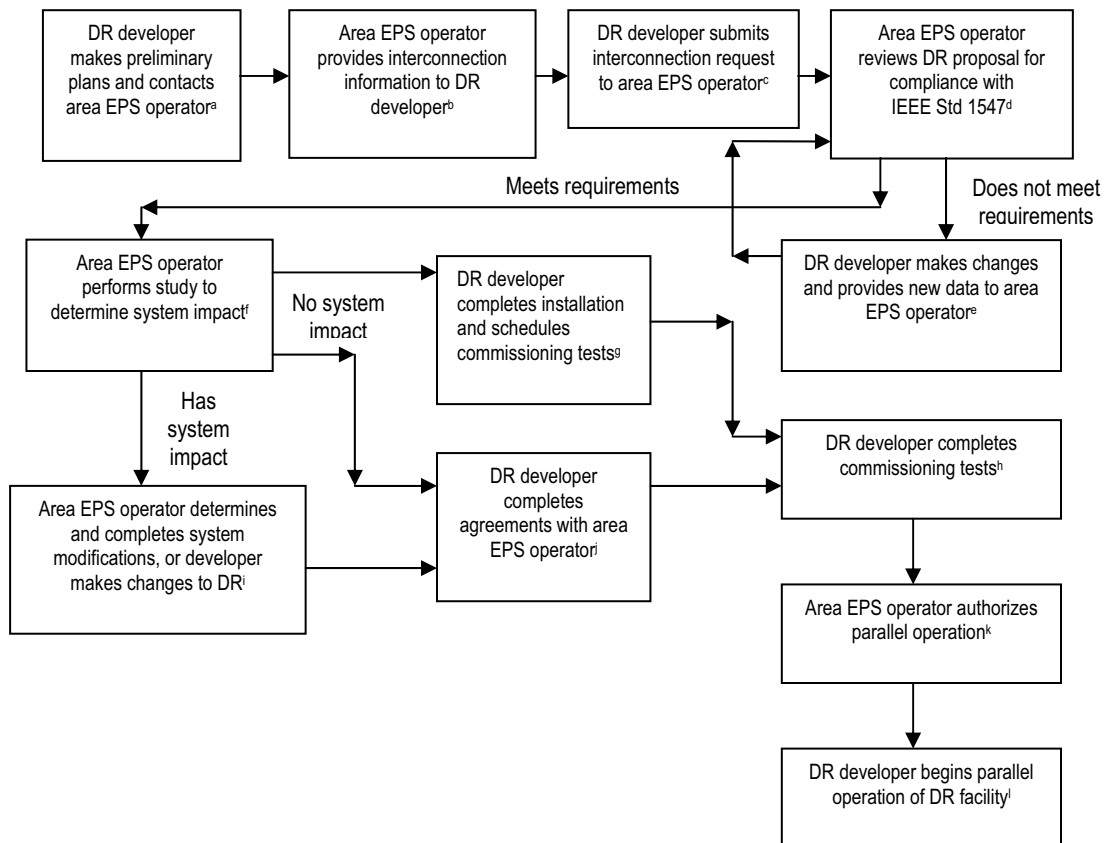 DR developer
makes preliminary
plans and contacts
area EPS operatorᵃ
Area EPS operator
provides interconnection
information to DR
developerᵇ
DR developer submits
interconnection request
to area EPS operatorᶜ
Area EPS operator
reviews DR proposal for
compliance with
IEEE Std 1547ᵈ
Meets requirements
Does not meet
requirements
Area EPS operator
performs study to
determine system impactᶠ
No system
impact
DR developer
completes installation
and schedules
commissioning testsᵍ
DR developer makes changes
and provides new data to area
EPS operatorᵉ
Has
system
impact
DR developer completes
commissioning testsʰ
Area EPS operator determines
and completes system
modifications, or developer
makes changes to DRⁱ
DR developer
completes
agreements with area
EPS operatorʲ
Area EPS operator authorizes
parallel operationᵏ
DR developer begins parallel
operation of DR facilityˡ